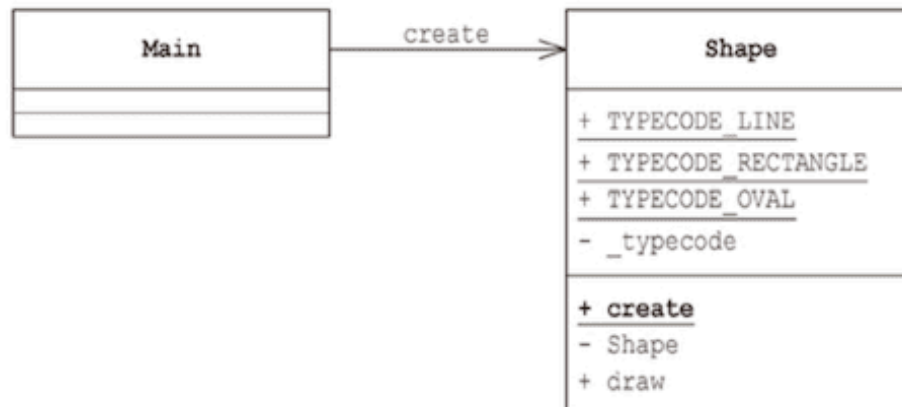 Main
create
Shape
+ TYPECODE_LINE
+ TYPECODE_RECTANGLE
+ TYPECODE_OVAL
- _typecode
+ create
- Shape
+ draw